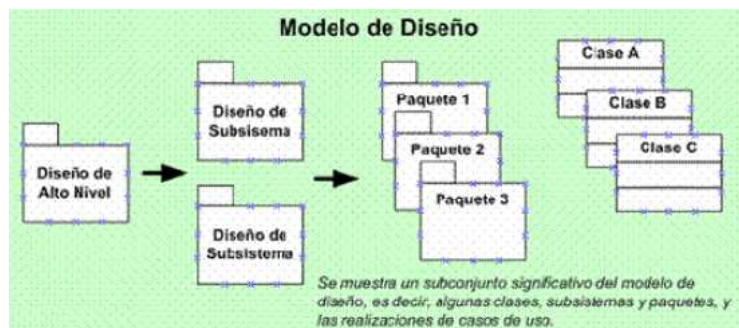 Modelo de Diseño
Diseño de
Alto Nivel
Diseño de
Subsisema
Diseño de
Subsistema
Paquete 1
Paquete 2
Paquete 3
Clase A
Clase B
Clase C
Se muestra un subconjunto significativo del modelo de
diseño, es decir, algunas clases, subsistemas y paquetes, y
las realizaciones de casos de uso.